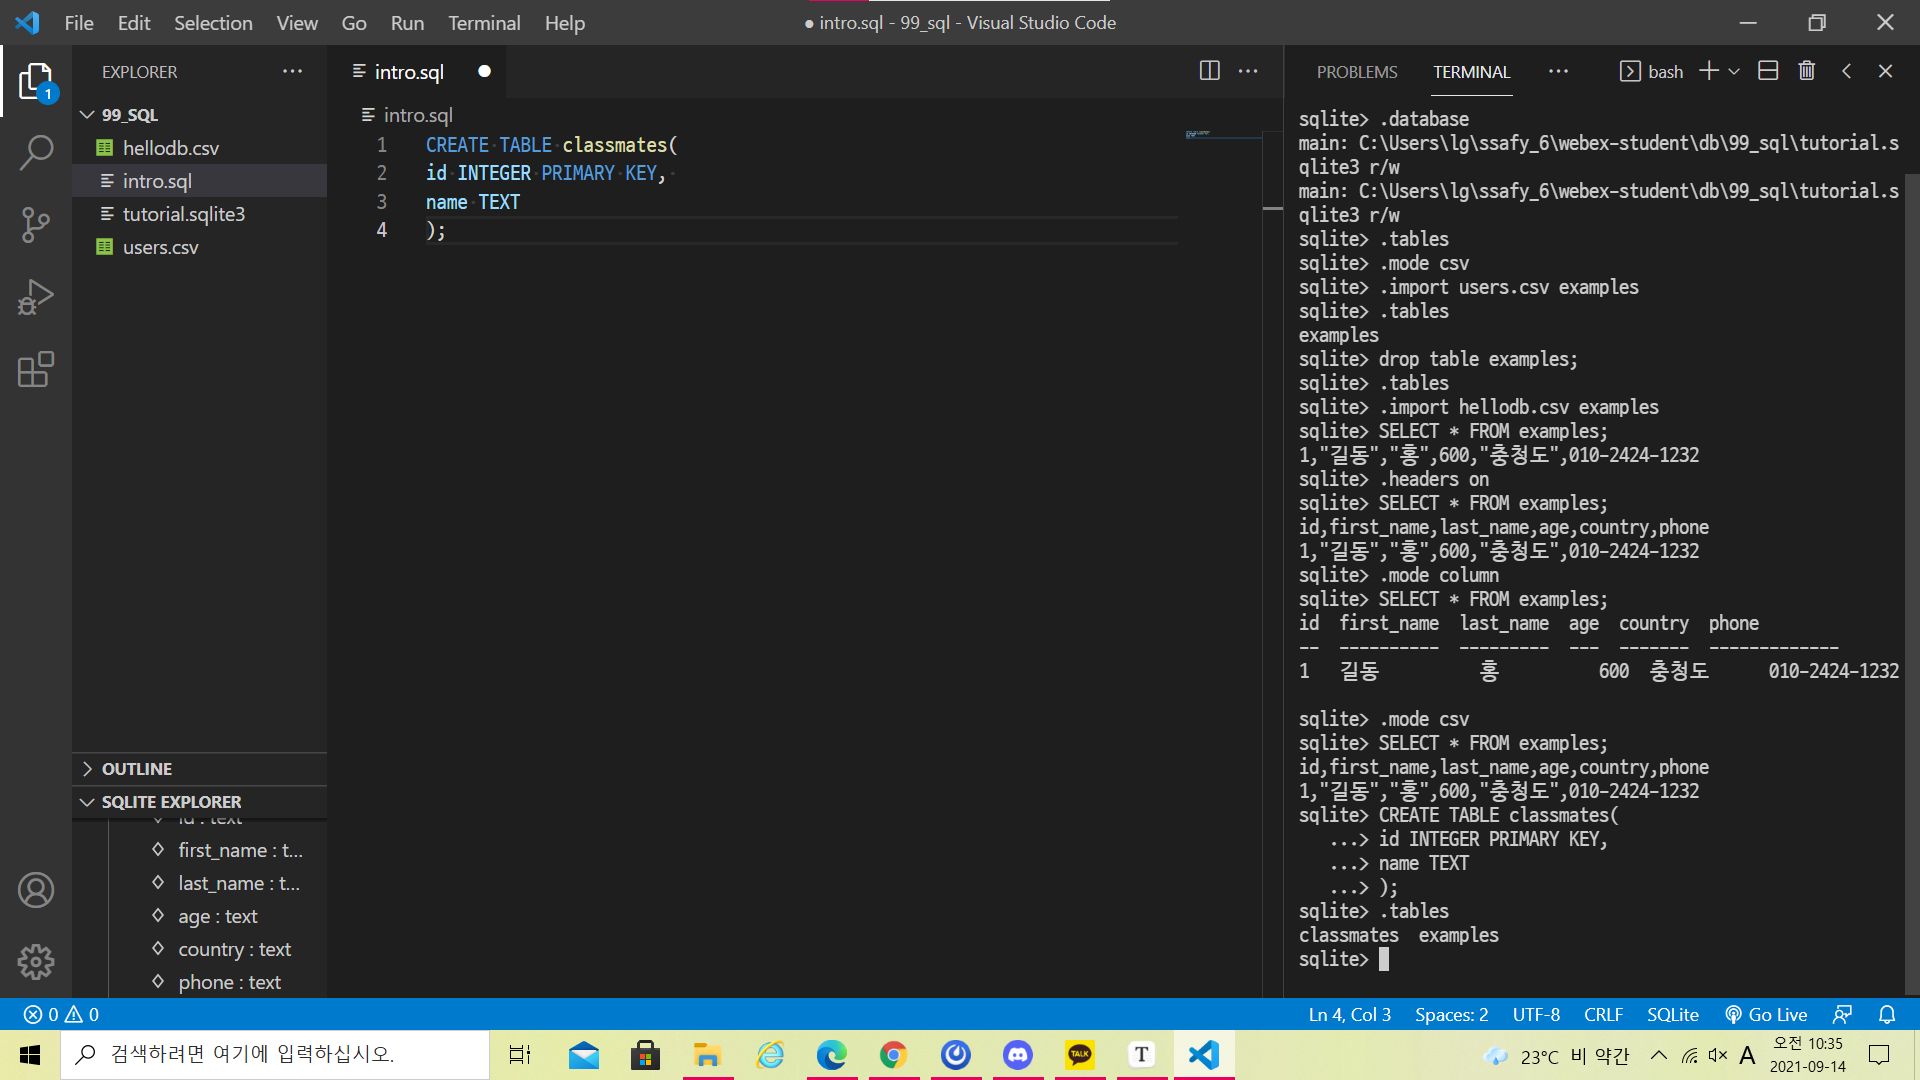 File Edit Selection View Go Run Terminal Help
● intro.sql - 99_sql - Visual Studio Code
EXPLORER
1
99_SQL
hellodb.csv
intro.sql
tutorial.sqlite3
users.csv
OUTLINE
SQLITE EXPLORER
id : text
first_name : t...
last_name : t...
age : text
country : text
phone : text
intro.sql
intro.sql
1 CREATE TABLE classmates(
2 id INTEGER PRIMARY KEY,
3 name TEXT
4 );
PROBLEMS TERMINAL bash
sqlite> .database
main: C:\Users\lg\ssafy_6\webex-student\db\99_sql\tutorial.s
qlite3 r/w
main: C:\Users\lg\ssafy_6\webex-student\db\99_sql\tutorial.s
qlite3 r/w
sqlite> .tables
sqlite> .mode csv
sqlite> .import users.csv examples
sqlite> .tables
examples
sqlite> drop table examples;
sqlite> .tables
sqlite> .import hellodb.csv examples
sqlite> SELECT * FROM examples;
1,"길동","홍",600,"충청도",010-2424-1232
sqlite> .headers on
sqlite> SELECT * FROM examples;
id,first_name,last_name,age,country,phone
1,"길동","홍",600,"충청도",010-2424-1232
sqlite> .mode column
sqlite> SELECT * FROM examples;
id  first_name  last_name  age  country  phone
--  ----------  ---------  ---  -------  -------------
1   길동          홍          600  충청도      010-2424-1232
sqlite> .mode csv
sqlite> SELECT * FROM examples;
id,first_name,last_name,age,country,phone
1,"길동","홍",600,"충청도",010-2424-1232
sqlite> CREATE TABLE classmates(
   ...> id INTEGER PRIMARY KEY,
   ...> name TEXT
   ...> );
sqlite> .tables
classmates  examples
sqlite>
0 0 Ln 4, Col 3 Spaces: 2 UTF-8 CRLF SQLite Go Live
검색하려면 여기에 입력하십시오.
TALK
T
23°C 비 약간
A
오전 10:35
2021-09-14